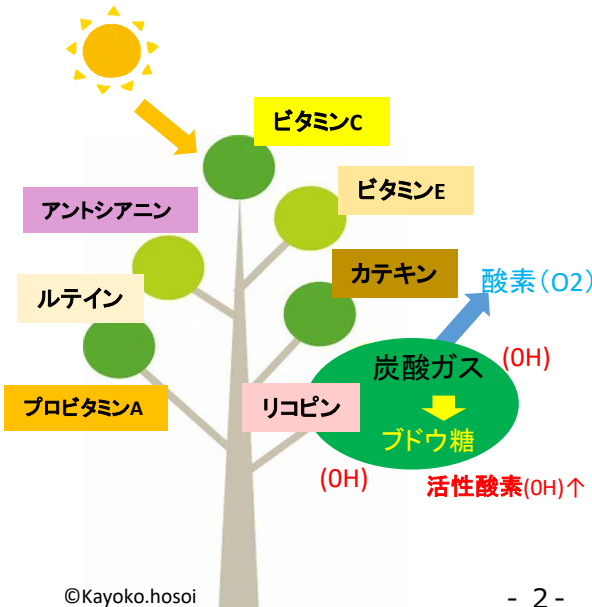 ビタミンC
ビタミンE
アントシアニン
カテキン
酸素(O2)
ルテイン
炭酸ガス
(0H)
プロビタミンA
リコピン
ブドウ糖
(0H)
活性酸素(0H)↑
©Kayoko.hosoi
- 2 -